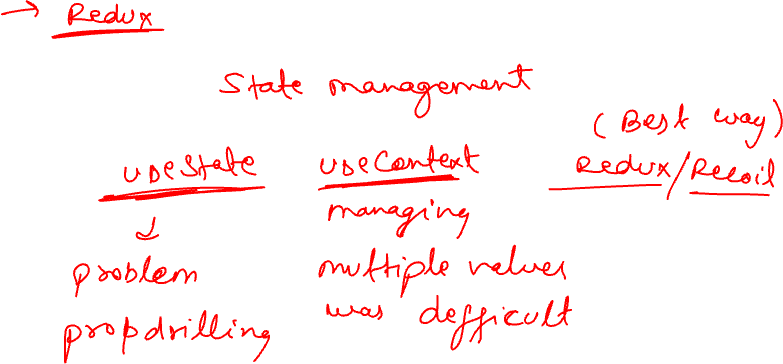 → Redux
State management
(Best way)
useState useContext Redux/Recoil
managing
problem multiple values
propdrilling was defficult